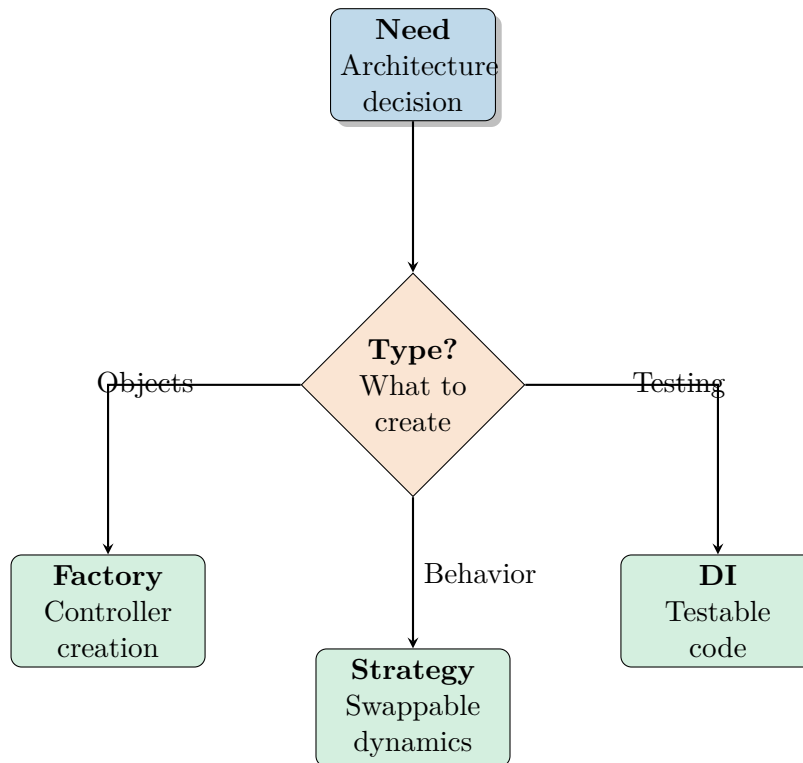 Need
Architecture
decision
Type?
What to
create
Objects
Testing
Behavior
Factory
Controller
creation
Strategy
Swappable
dynamics
DI
Testable
code